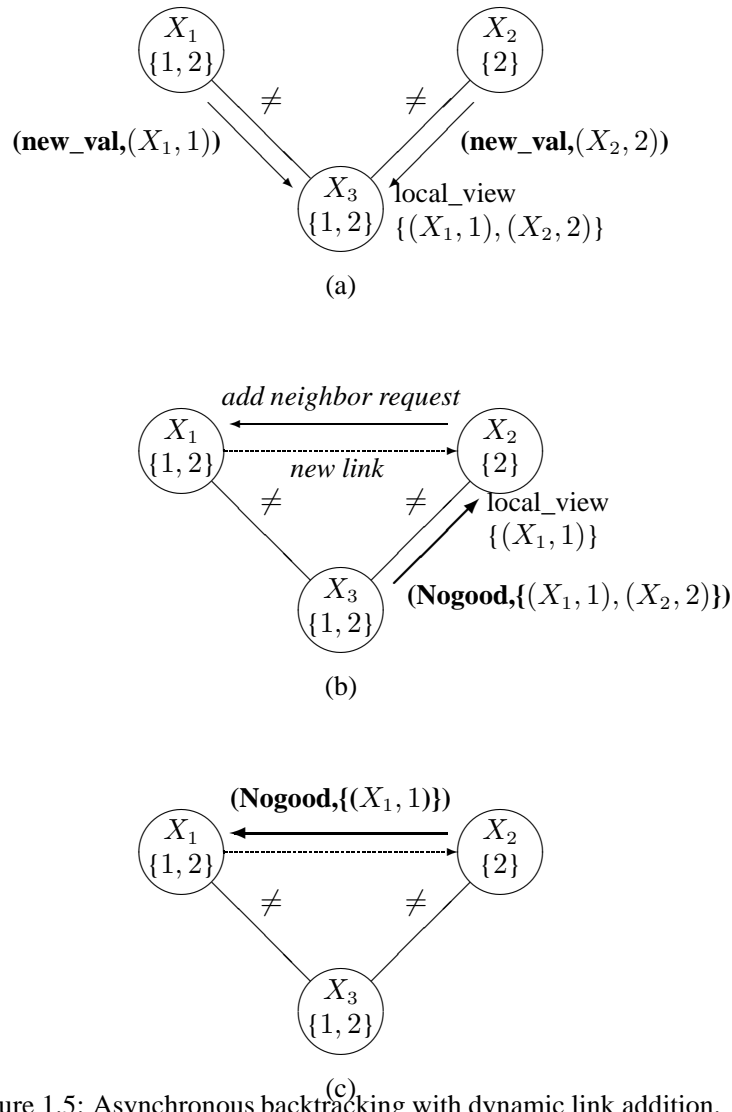 X₁ X₂
{1, 2} {2}
≠ ≠
(new_val,(X₁, 1)) (new_val,(X₂, 2))
X₃ local_view
{1, 2} {(X₁, 1), (X₂, 2)}
(a)
add neighbor request
X₁ X₂
{1, 2} {2}
new link
≠ ≠
local_view
{(X₁, 1)}
X₃ (Nogood,{(X₁, 1), (X₂, 2)})
{1, 2}
(b)
(Nogood,{(X₁, 1)})
X₁ X₂
{1, 2} {2}
≠ ≠
X₃
{1, 2}
(c)
ure 1.5: Asynchronous backtracking with dynamic link addition.